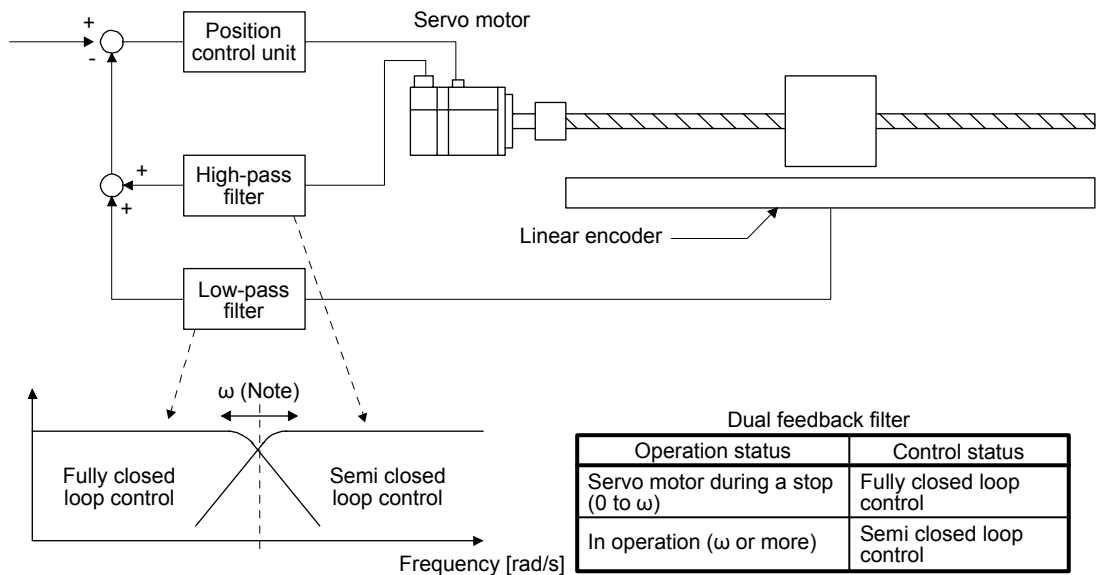 Servo motor
+
-
Position
control unit
High-pass
filter
+
+
Linear encoder
Low-pass
filter
ω (Note)
Fully closed
loop control
Semi closed
loop control
Frequency [rad/s]
Dual feedback filter
Operation status
Control status
Servo motor during a stop
(0 to ω)
Fully closed loop
control
In operation (ω or more)
Semi closed loop
control